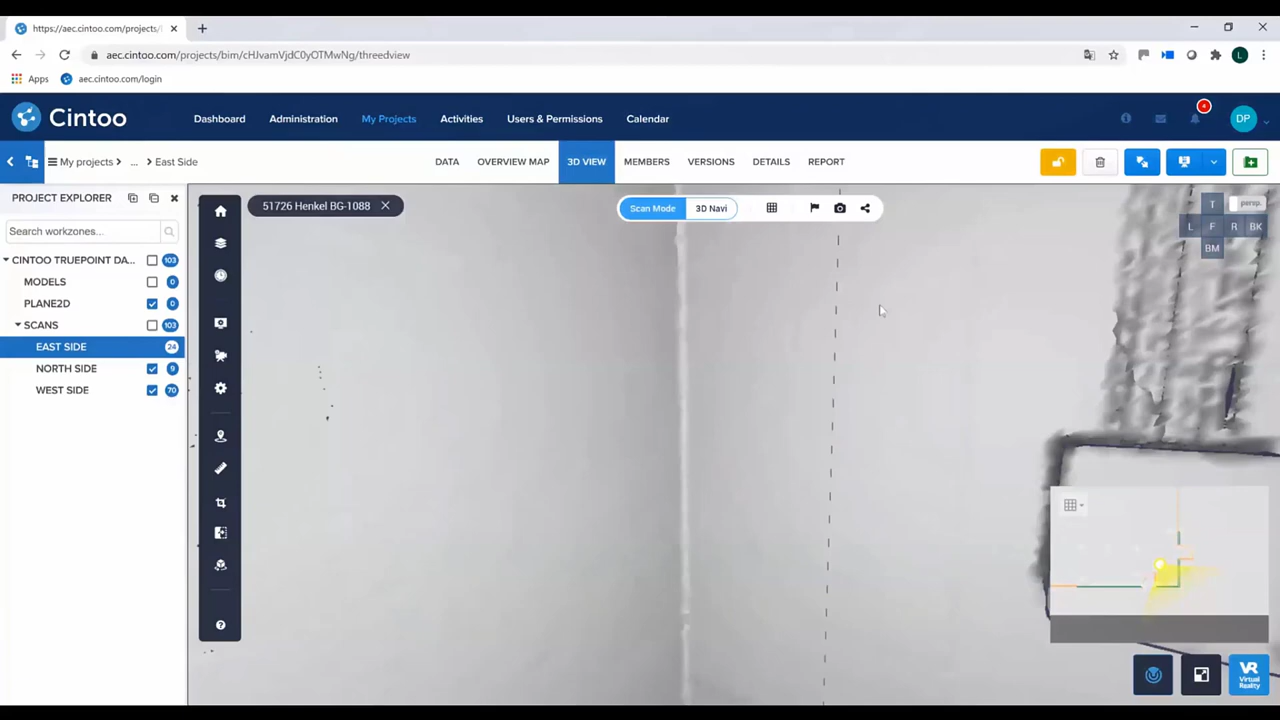 https://aec.cintoo.com/projects/
aec.cintoo.com/projects/bim/cHJvamVjdC0yOTMwNg/threedview
L
Apps
aec.cintoo.com/login
Cintoo
Dashboard
Administration
My Projects
Activities
Users & Permissions
Calendar
4
DP
My projects
...
East Side
DATA
OVERVIEW MAP
3D VIEW
MEMBERS
VERSIONS
DETAILS
REPORT
PROJECT EXPLORER
51726 Henkel BG-1088
Scan Mode
3D Navi
T
persp.
L
F
R
BK
BM
Search workzones...
CINTOO TRUEPOINT DA...
103
MODELS
0
PLANE2D
0
SCANS
103
EAST SIDE
24
NORTH SIDE
9
WEST SIDE
70
VR
Virtual
Reality